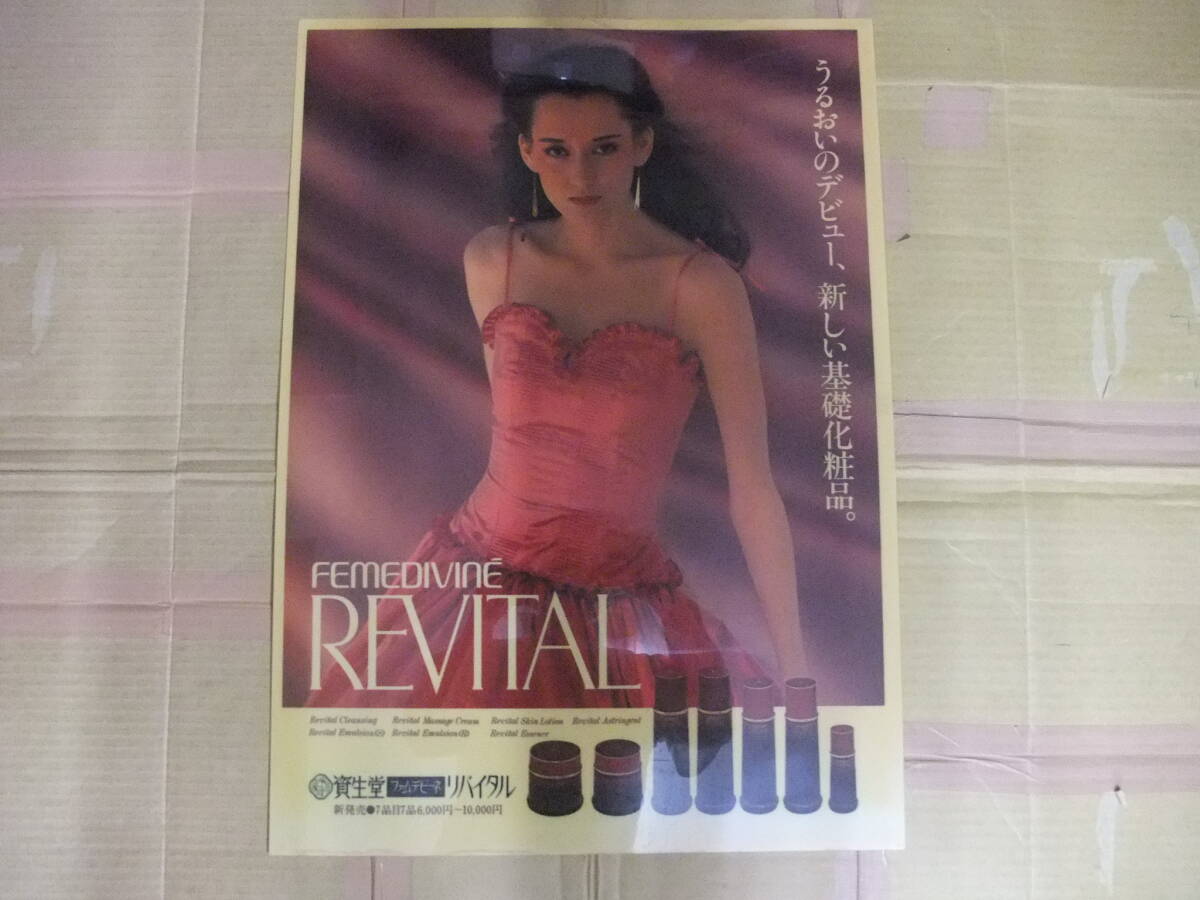 うるおいのデビュー、新しい基礎化粧品。
FEMEDIVINÉ
REVITAL
Revital Cleansing Revital Massage Cream Revital Skin Lotion Revital Astringent
Revital Emulsion(S) Revital Emulsion(R) Revital Essence
資生堂 ファムデビーネ リバイタル
新発売●7品目7品6,000円〜10,000円